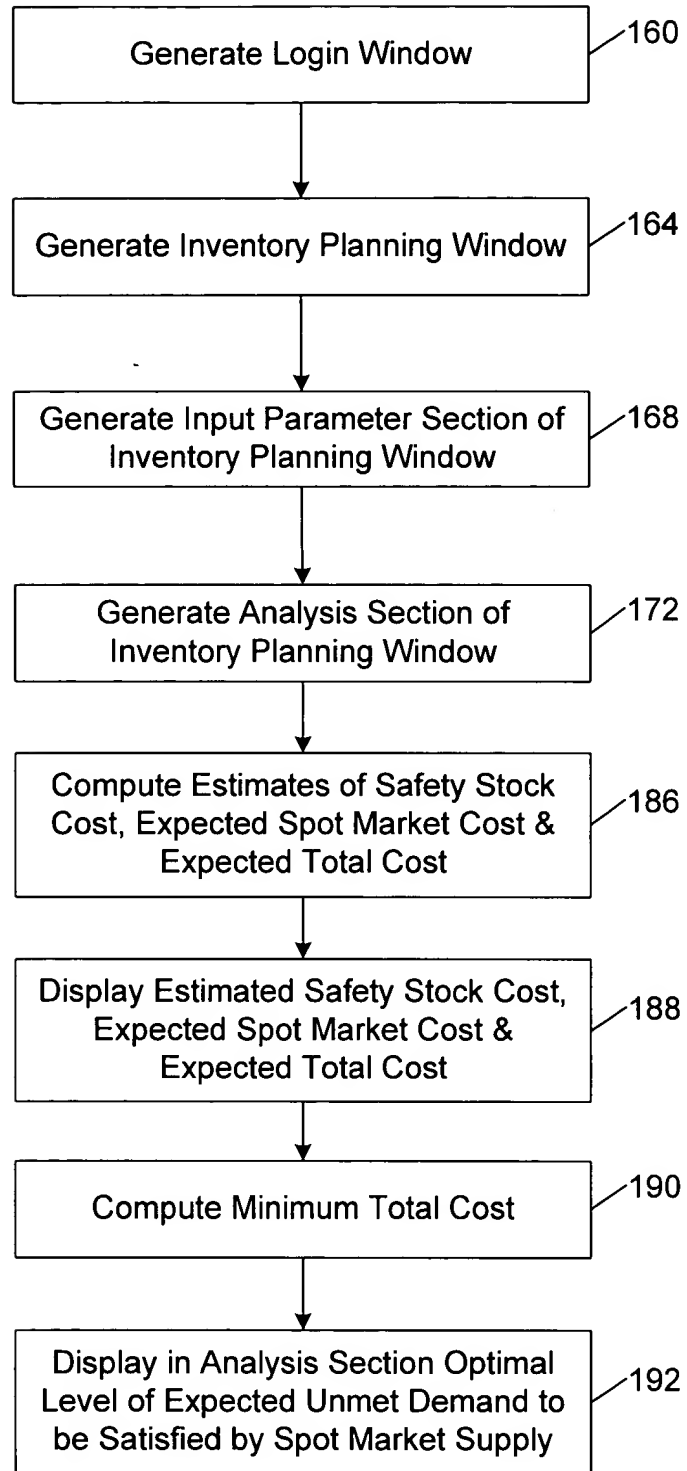 Generate Login Window
160
Generate Inventory Planning Window
164
Generate Input Parameter Section of
Inventory Planning Window
168
Generate Analysis Section of
Inventory Planning Window
172
Compute Estimates of Safety Stock
Cost, Expected Spot Market Cost &
Expected Total Cost
186
Display Estimated Safety Stock Cost,
Expected Spot Market Cost &
Expected Total Cost
188
Compute Minimum Total Cost
190
Display in Analysis Section Optimal
Level of Expected Unmet Demand to
be Satisfied by Spot Market Supply
192